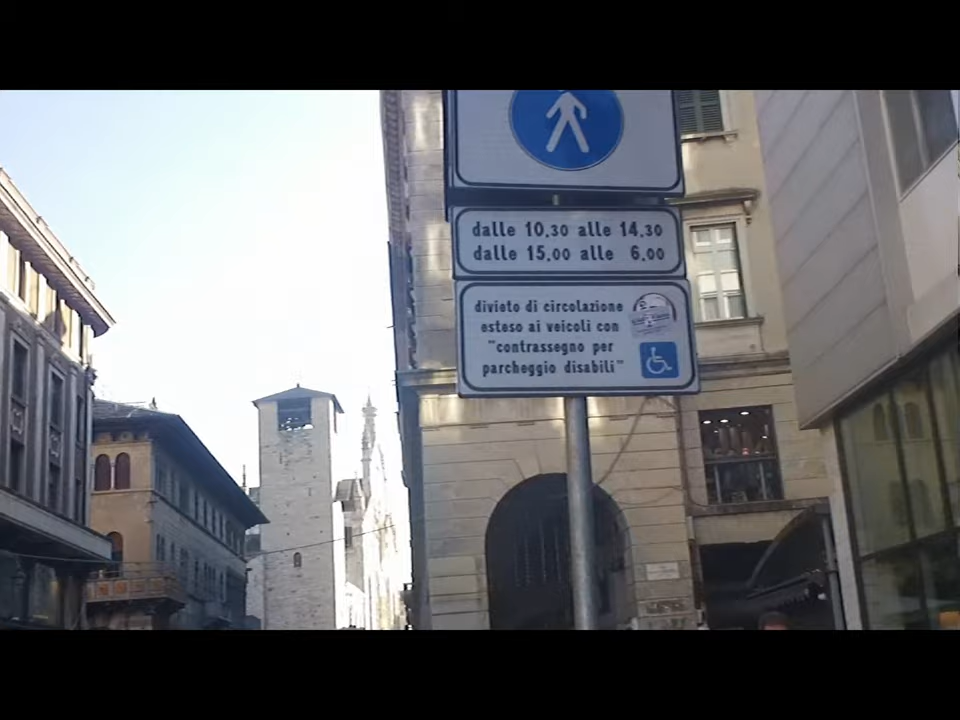 dalle 10.30 alle 14.30
dalle 15.00 alle 6.00
divieto di circolazione
esteso ai veicoli con
"contrassegno per
parcheggio disabili"